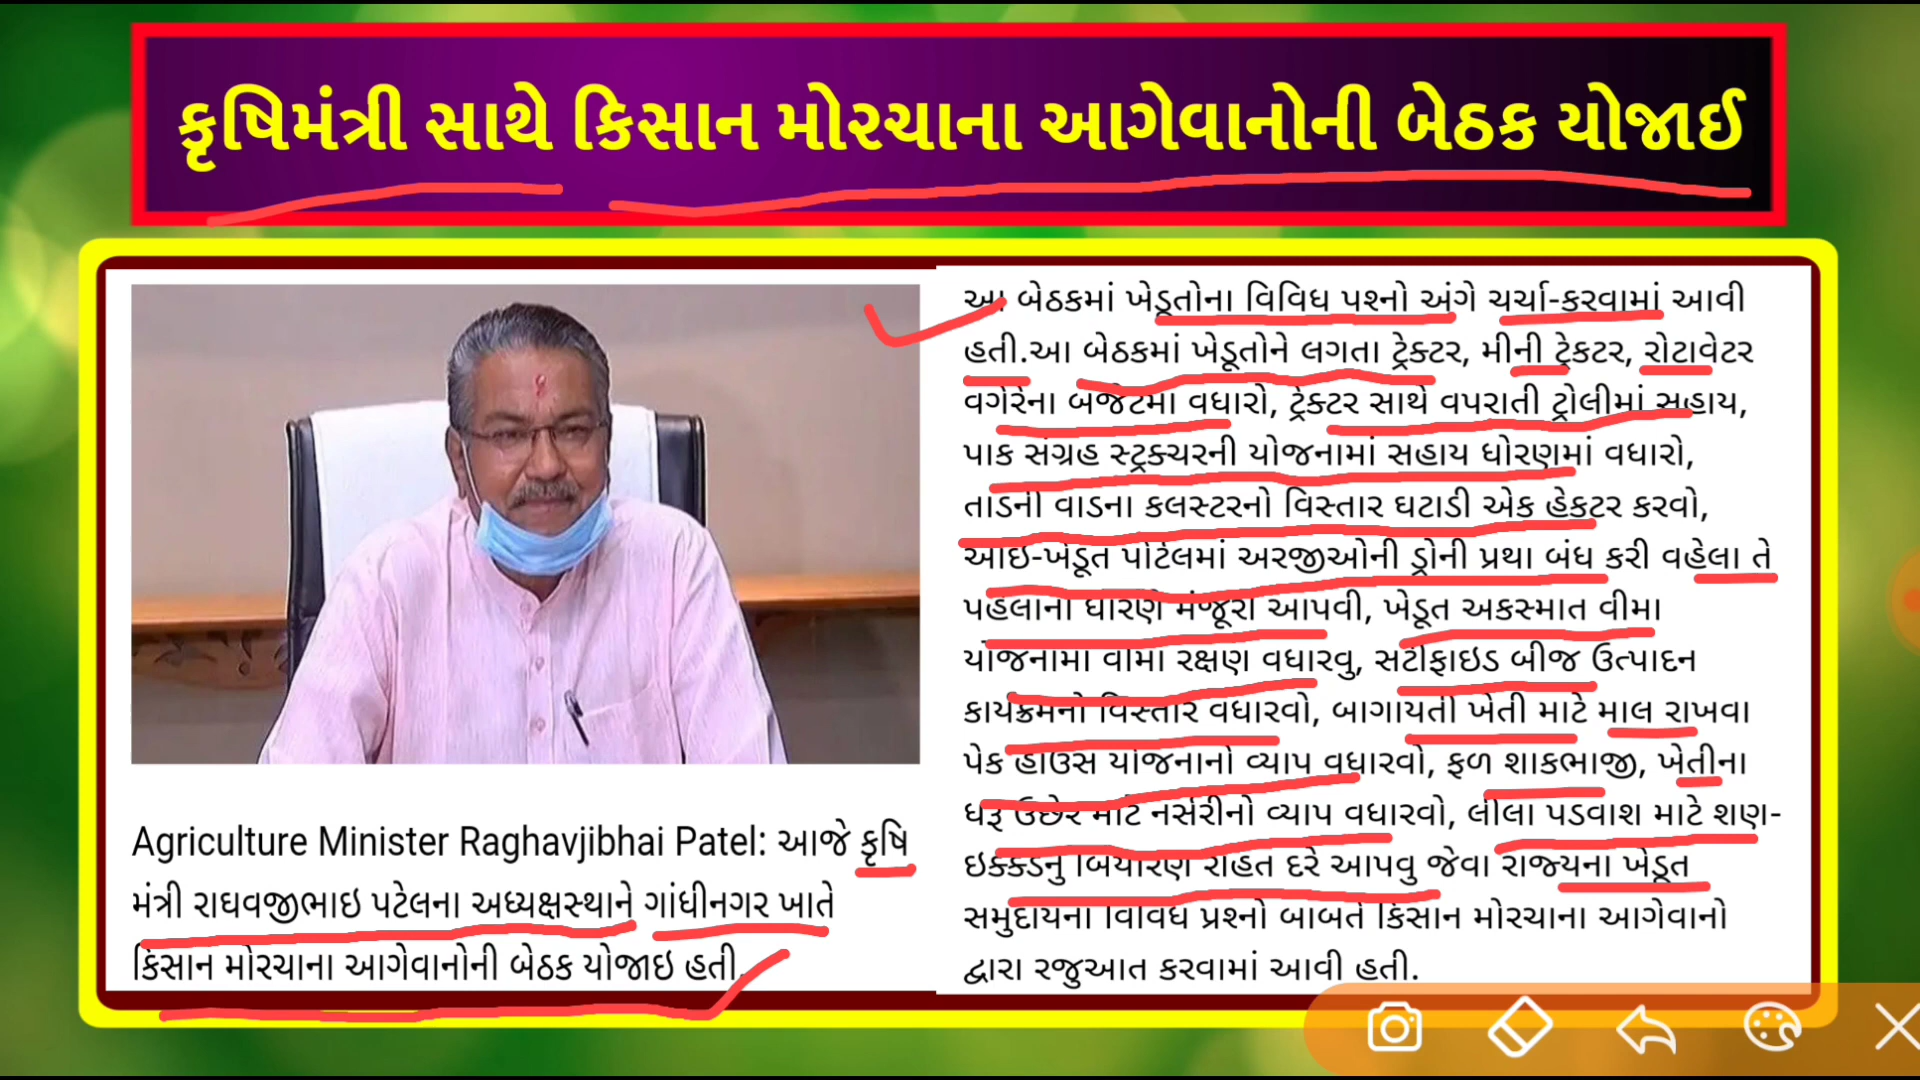 કૃષિમંત્રી સાથે કિસાન મોરચાના આગેવાનોની બેઠક યોજાઈ
Agriculture Minister Raghavjibhai Patel: આજે કૃષિ
મંત્રી રાઘવજીભાઇ પટેલના અધ્યક્ષસ્થાને ગાંધીનગર ખાતે
કિસાન મોરચાના આગેવાનોની બેઠક યોજાઇ હતી.
આ બેઠકમાં ખેડૂતોના વિવિધ પશ્નો અંગે ચર્ચા-કરવામાં આવી
હતી.આ બેઠકમાં ખેડૂતોને લગતા ટ્રેક્ટર, મીની ટ્રેકટર, રોટાવેટર
વગેરેના બજેટમાં વધારો, ટ્રેક્ટર સાથે વપરાતી ટ્રોલીમાં સહાય,
પાક સંગ્રહ સ્ટ્રક્ચરની યોજનામાં સહાય ધોરણમાં વધારો,
તાડની વાડના કલસ્ટરનો વિસ્તાર ઘટાડી એક હેકટર કરવો,
આઇ-ખેડૂત પોર્ટલમાં અરજીઓની ડ્રોની પ્રથા બંધ કરી વહેલા તે
પહેલાના ધોરણે મંજૂરી આપવી, ખેડૂત અકસ્માત વીમા
યોજનામાં વીમા રક્ષણ વધારવુ, સર્ટીફાઇડ બીજ ઉત્પાદન
કાર્યક્રમનો વિસ્તાર વધારવો, બાગાયતી ખેતી માટે માલ રાખવા
પેક હાઉસ યોજનાનો વ્યાપ વધારવો, ફળ શાકભાજી, ખેતીના
ધરૂ ઉછેર માટે નર્સરીનો વ્યાપ વધારવો, લીલા પડવાશ માટે શણ-
ઇક્કડનું બિયારણ રાહત દરે આપવુ જેવા રાજ્યના ખેડૂત
સમુદાયના વિવિધ પ્રશ્નો બાબતે કિસાન મોરચાના આગેવાનો
દ્વારા રજુઆત કરવામાં આવી હતી.